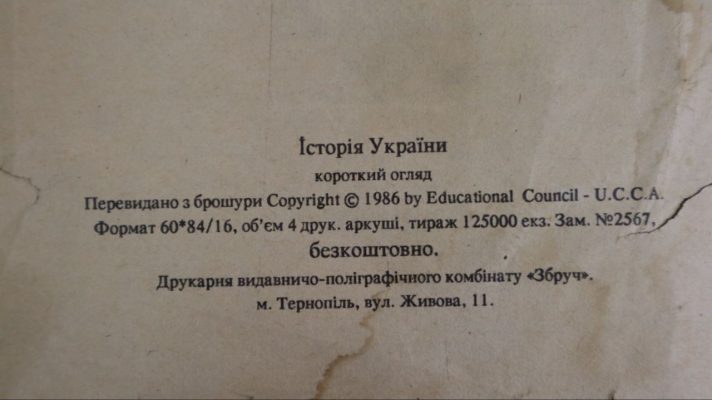 Історія України
короткий огляд
Перевидано з брошури Copyright © 1986 by Educational Council - U.C.C.A.
Формат 60*84/16, об'єм 4 друк. аркуші, тираж 125000 екз. Зам. №2567,
безкоштовно.
Друкарня видавничо-поліграфічного комбінату «Збруч».
м. Тернопіль, вул. Живова, 11.